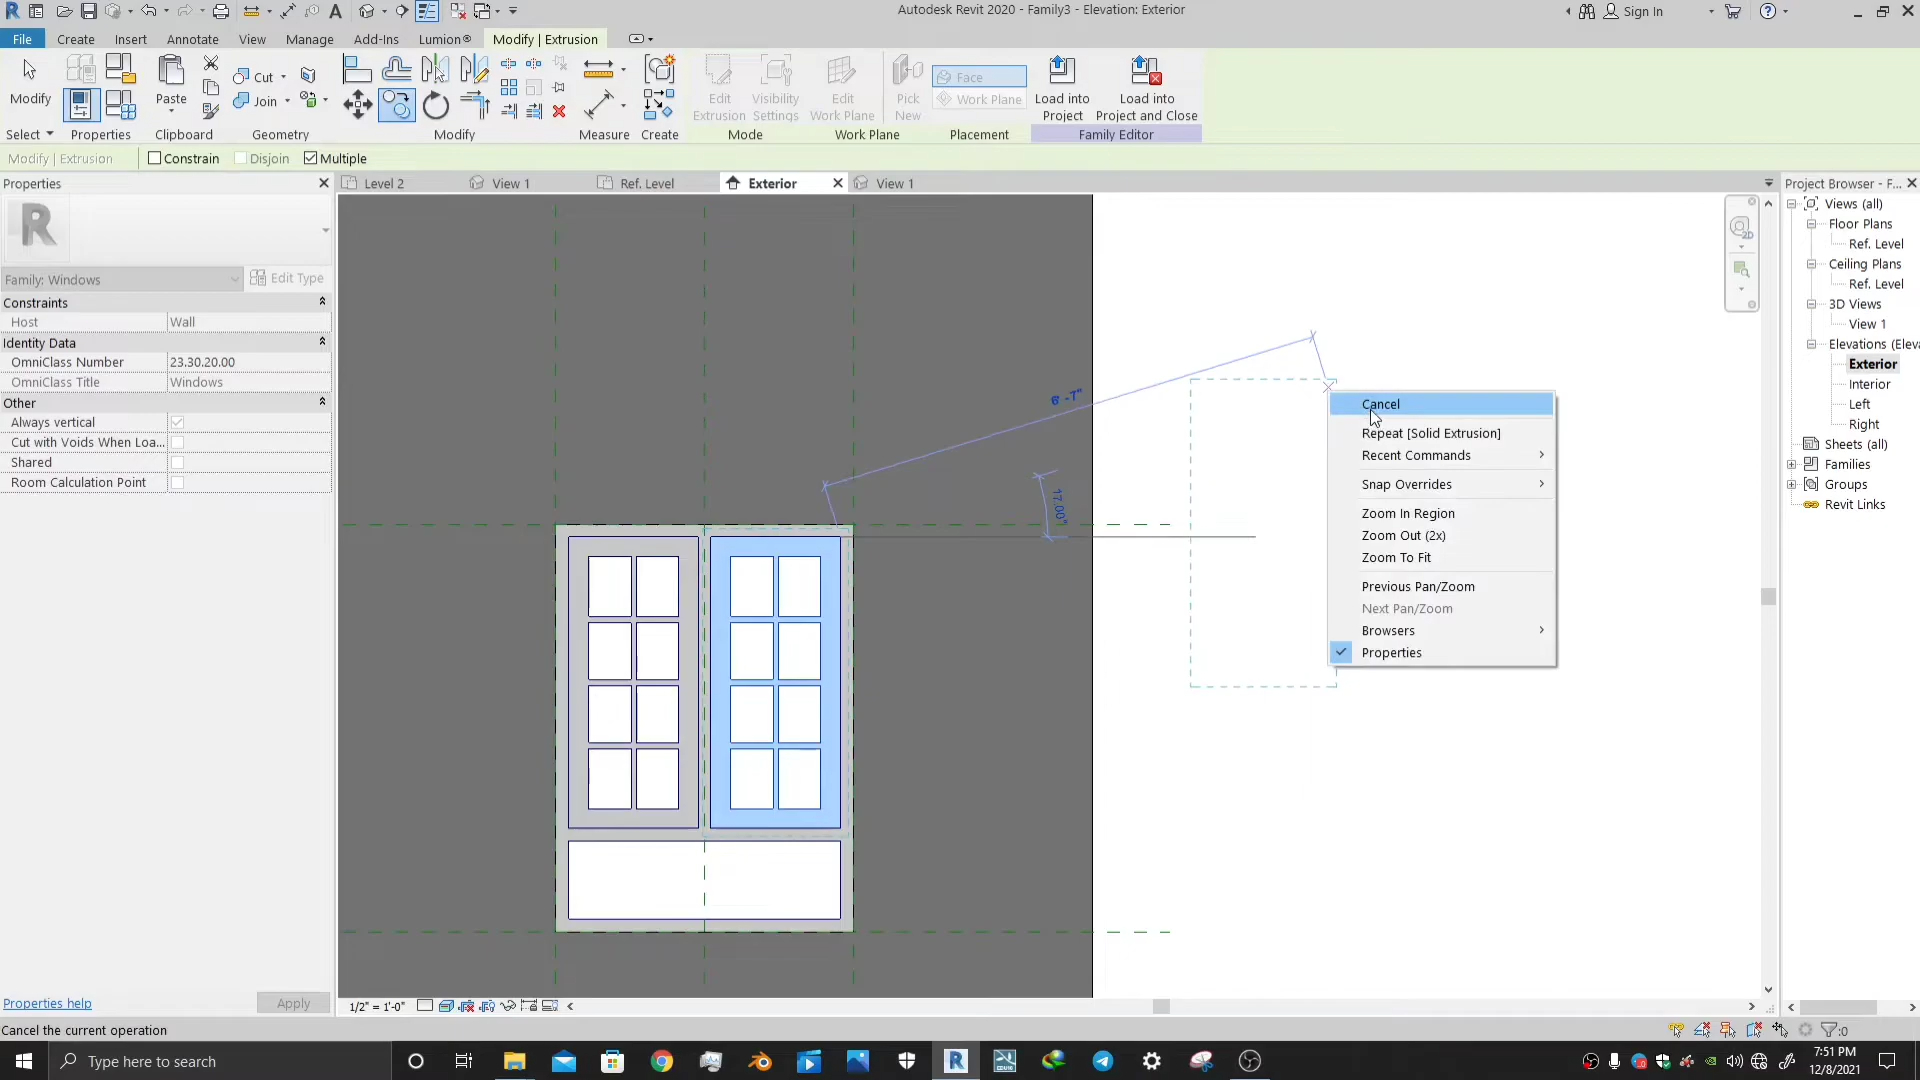 Autodesk Revit 2020 - Family3 - Elevation: Exterior
Sign In
File
Create
Insert
Annotate
View
Manage
Add-Ins
Lumion®
Modify | Extrusion
Modify
Paste
Cut
Join
Edit
Extrusion
Visibility
Settings
Edit
Work Plane
Pick
New
Face
Work Plane
Load into
Project
Load into
Project and Close
Select
Properties
Clipboard
Geometry
Modify
Measure
Create
Mode
Work Plane
Placement
Family Editor
Modify | Extrusion
Constrain
Disjoin
Multiple
Properties
Level 2
View 1
Ref. Level
Exterior
View 1
Project Browser - F...
Family: Windows
Edit Type
Constraints
Host
Wall
Identity Data
OmniClass Number
23.30.20.00
OmniClass Title
Windows
Other
Always vertical
Cut with Voids When Loa...
Shared
Room Calculation Point
Properties help
Apply
6' -7"
17.00°
Cancel
Repeat [Solid Extrusion]
Recent Commands
Snap Overrides
Zoom In Region
Zoom Out (2x)
Zoom To Fit
Previous Pan/Zoom
Next Pan/Zoom
Browsers
Properties
Views (all)
Floor Plans
Ref. Level
Ceiling Plans
Ref. Level
3D Views
View 1
Elevations (Eleva
Exterior
Interior
Left
Right
Sheets (all)
Families
Groups
Revit Links
1/2" = 1'-0"
Cancel the current operation
:0
Type here to search
7:51 PM
12/8/2021